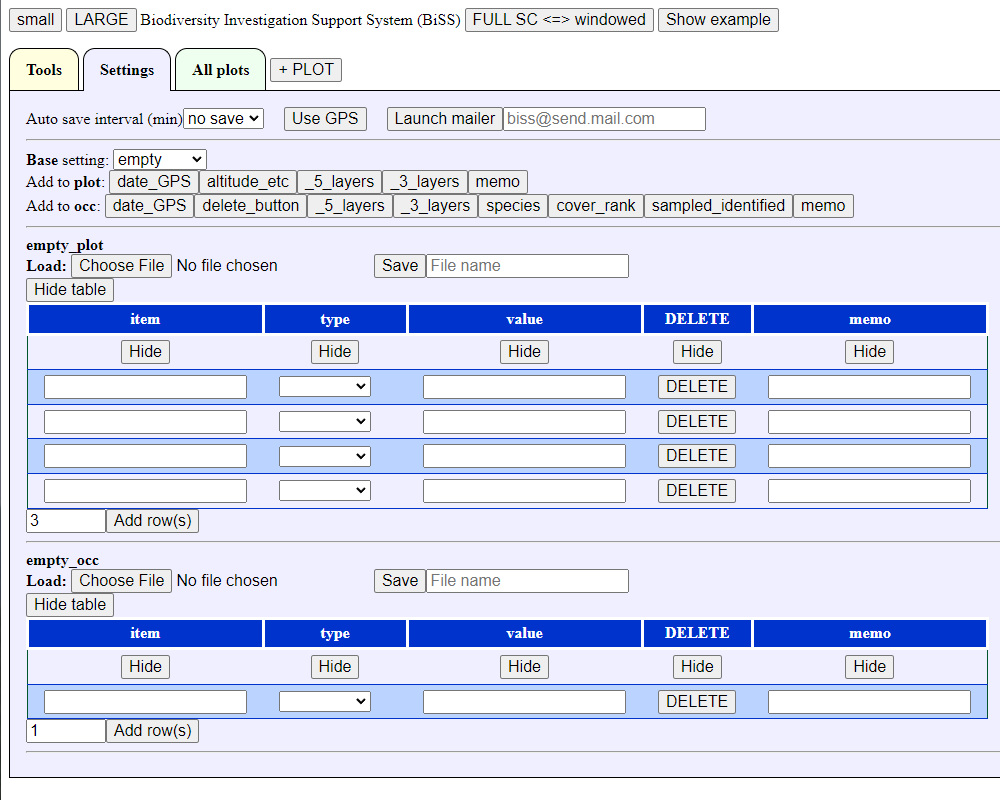 small LARGE Biodiversity Investigation Support System (BiSS) FULL SC <=> windowed Show example
Tools Settings All plots + PLOT
Auto save interval (min) no save Use GPS Launch mailer biss@send.mail.com
Base setting: empty
Add to plot: date_GPS altitude_etc _5_layers _3_layers memo
Add to occ: date_GPS delete_button _5_layers _3_layers species cover_rank sampled_identified memo
empty_plot
Load: Choose File No file chosen Save File name
Hide table
item type value DELETE memo
Hide Hide Hide Hide Hide
DELETE
DELETE
DELETE
DELETE
3 Add row(s)
empty_occ
Load: Choose File No file chosen Save File name
Hide table
item type value DELETE memo
Hide Hide Hide Hide Hide
DELETE
1 Add row(s)